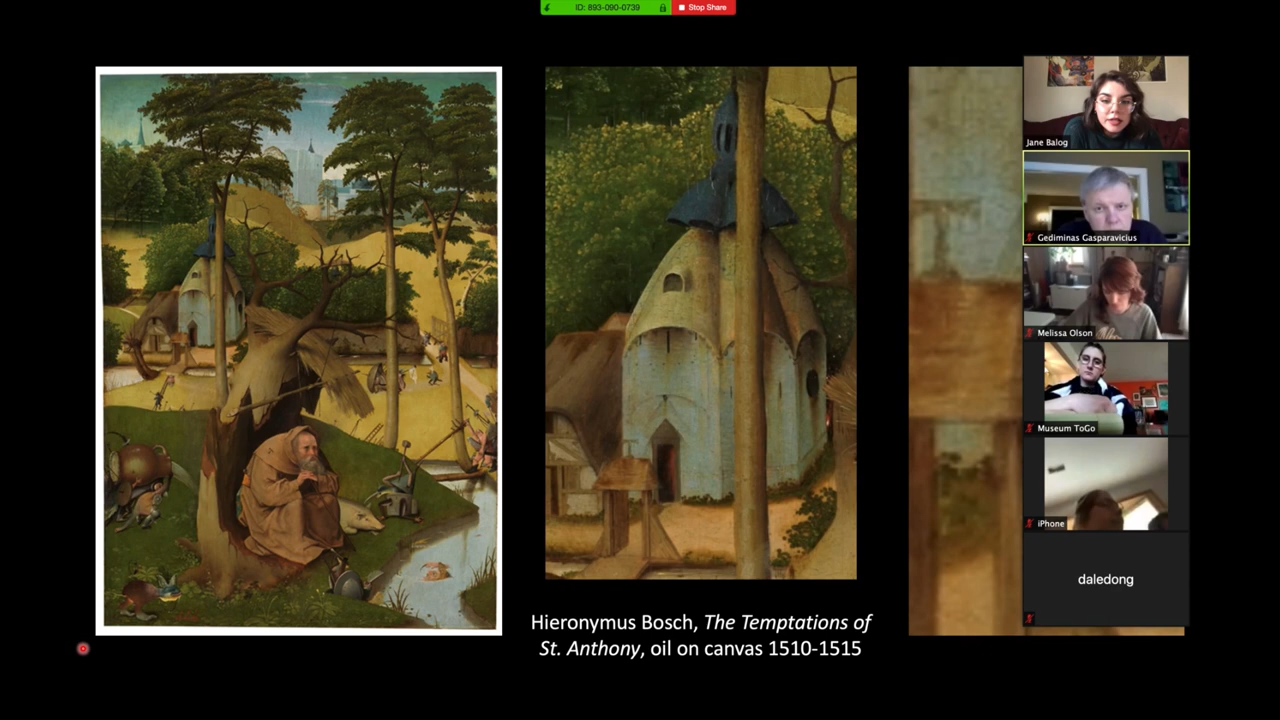 ID: 893-090-0739
Stop Share
Jane Balog
Gediminas Gasparavicius
Melissa Olson
Museum ToGo
iPhone
daledong
Hieronymus Bosch, The Temptations of
St. Anthony, oil on canvas 1510-1515